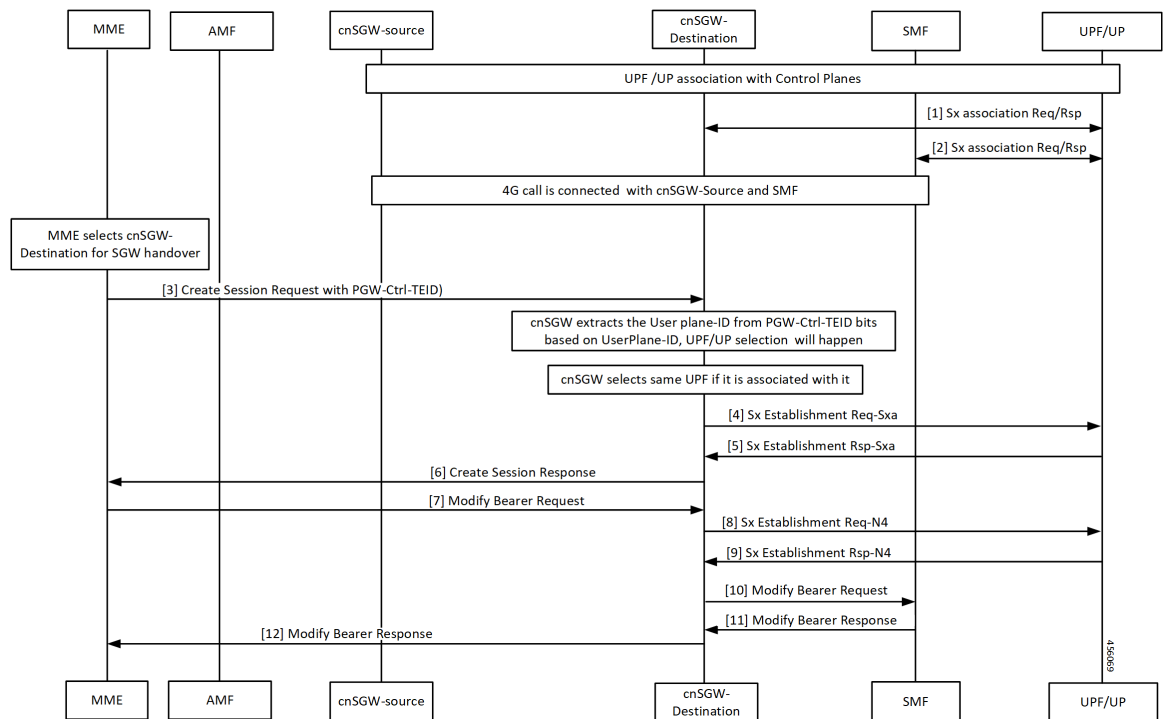 MME
AMF
cnSGW-source
cnSGW-
Destination
SMF
UPF/UP
UPF /UP association with Control Planes
[1] Sx association Req/Rsp
[2] Sx association Req/Rsp
4G call is connected  with cnSGW-Source and SMF
MME selects cnSGW-
Destination for SGW handover
[3] Create Session Request with PGW-Ctrl-TEID)
cnSGW extracts the User plane-ID from PGW-Ctrl-TEID bits
based on UserPlane-ID, UPF/UP selection  will happen
cnSGW selects same UPF if it is associated with it
[4] Sx Establishment Req-Sxa
[5] Sx Establishment Rsp-Sxa
[6] Create Session Response
[7] Modify Bearer Request
[8] Sx Establishment Req-N4
[9] Sx Establishment Rsp-N4
[10] Modify Bearer Request
[11] Modify Bearer Response
[12] Modify Bearer Response
456069
MME
AMF
cnSGW-source
cnSGW-
Destination
SMF
UPF/UP